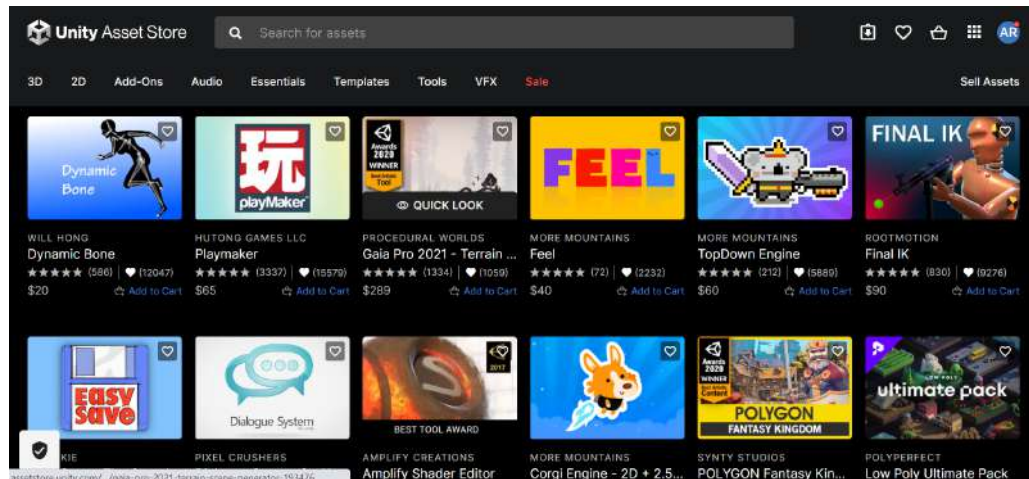 Unity Asset Store
Search for assets
AR
3D 2D Add-Ons Audio Essentials Templates Tools VFX Sale Sell Assets
Dynamic
Bone
玩
playMaker
Awards
2020
WINNER
Tool
QUICK LOOK
FEEL
FINAL IK
WILL HONG HUTONG GAMES LLC PROCEDURAL WORLDS MORE MOUNTAINS MORE MOUNTAINS ROOTMOTION
Dynamic Bone Playmaker Gaia Pro 2021 - Terrain ... Feel TopDown Engine Final IK
★★★★★ (586) | (12047) ★★★★★ (3337) | (15579) ★★★★★ (1334) | (1059) ★★★★★ (72) | (2232) ★★★★★ (212) | (5889) ★★★★★ (830) | (9276)
$20 Add to Cart $65 Add to Cart $289 Add to Cart $40 Add to Cart $60 Add to Cart $90 Add to Cart
EASY
SAVE
Dialogue System
S
2017
BEST TOOL AWARD
Awards
2020
WINNER
Content
POLYGON
FANTASY KINGDOM
LOW POLY
ultimate pack
KIE PIXEL CRUSHERS AMPLIFY CREATIONS MORE MOUNTAINS SYNTY STUDIOS POLYPERFECT
Amplify Shader Editor Corgi Engine - 2D + 2.5... POLYGON Fantasy Kin... Low Poly Ultimate Pack